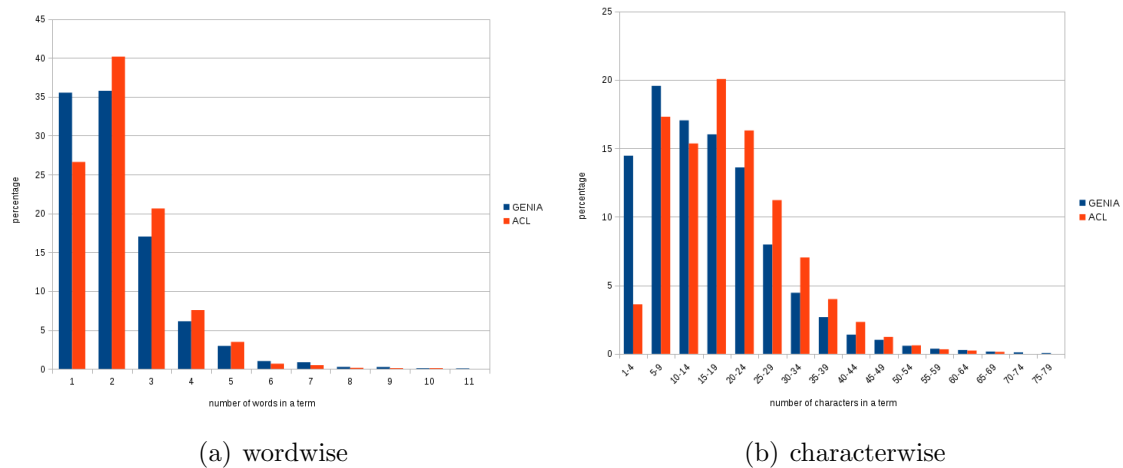 45
40
35
30
25
20
15
10
5
0
percentage
1 2 3 4 5 6 7 8 9 10 11
number of words in a term
GENIA
ACL
(a) wordwise
25
20
15
10
5
0
percentage
1-4 5-9 10-14 15-19 20-24 25-29 30-34 35-39 40-44 45-49 50-54 55-59 60-64 65-69 70-74 75-79
number of characters in a term
GENIA
ACL
(b) characterwise